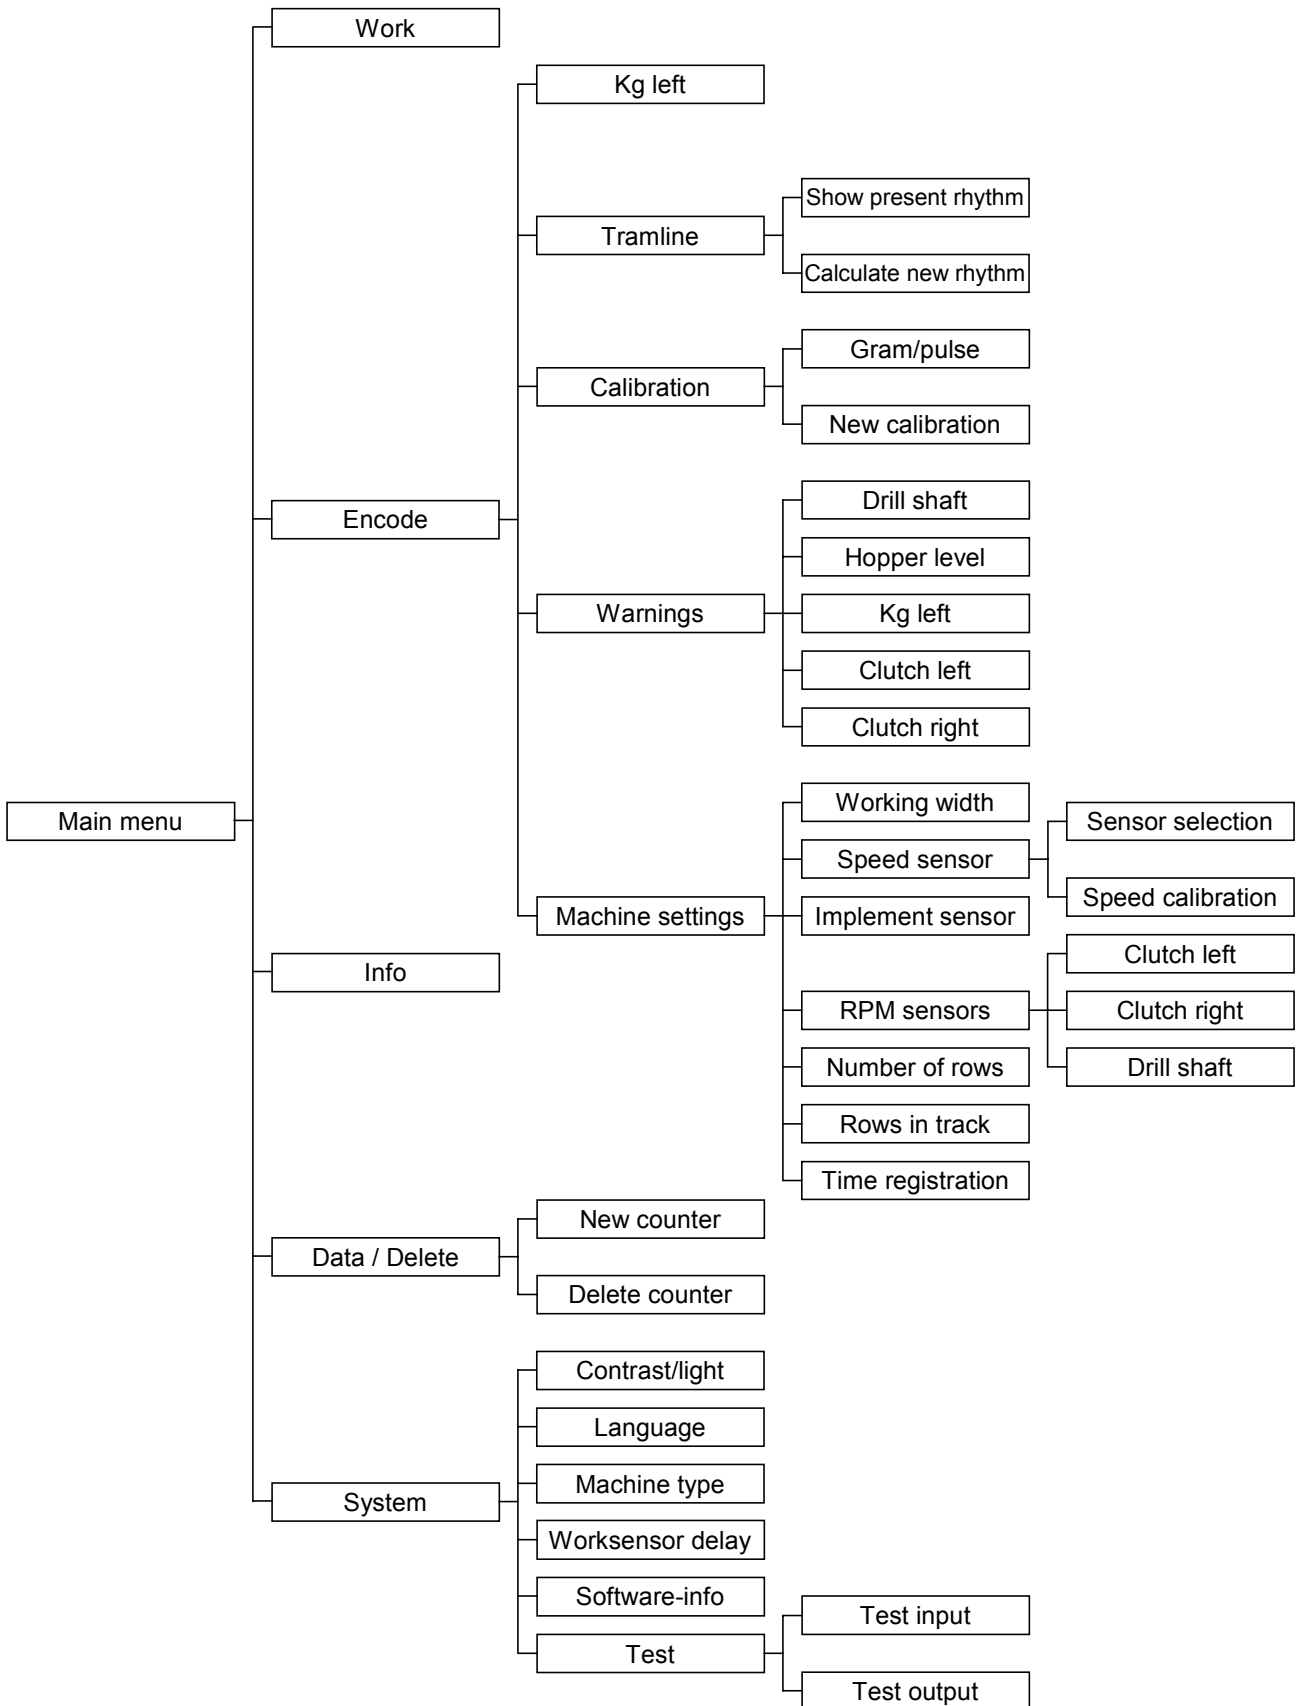 Work
Kg left
Show present rhythm
Tramline
Calculate new rhythm
Gram/pulse
Calibration
New calibration
Drill shaft
Encode
Hopper level
Warnings
Kg left
Clutch left
Clutch right
Main menu
Working width
Sensor selection
Speed sensor
Speed calibration
Machine settings
Implement sensor
Clutch left
Info
RPM sensors
Clutch right
Number of rows
Drill shaft
Rows in track
Time registration
New counter
Data / Delete
Delete counter
Contrast/light
Language
Machine type
System
Worksensor delay
Software-info
Test input
Test
Test output